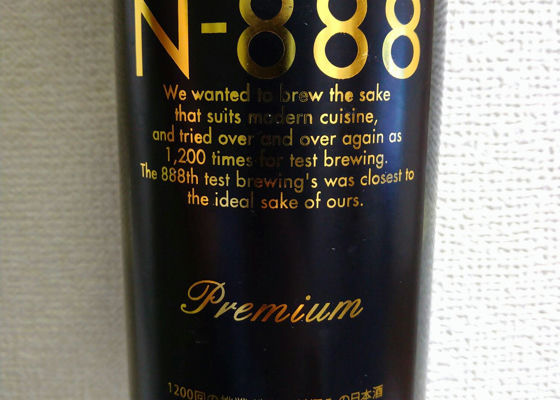 N-888
We wanted to brew the sake
that suits modern cuisine,
and tried over and over again as
1,200 times for test brewing.
The 888th test brewing's was closest to
the ideal sake of ours.
Premium
1200回の の日本酒